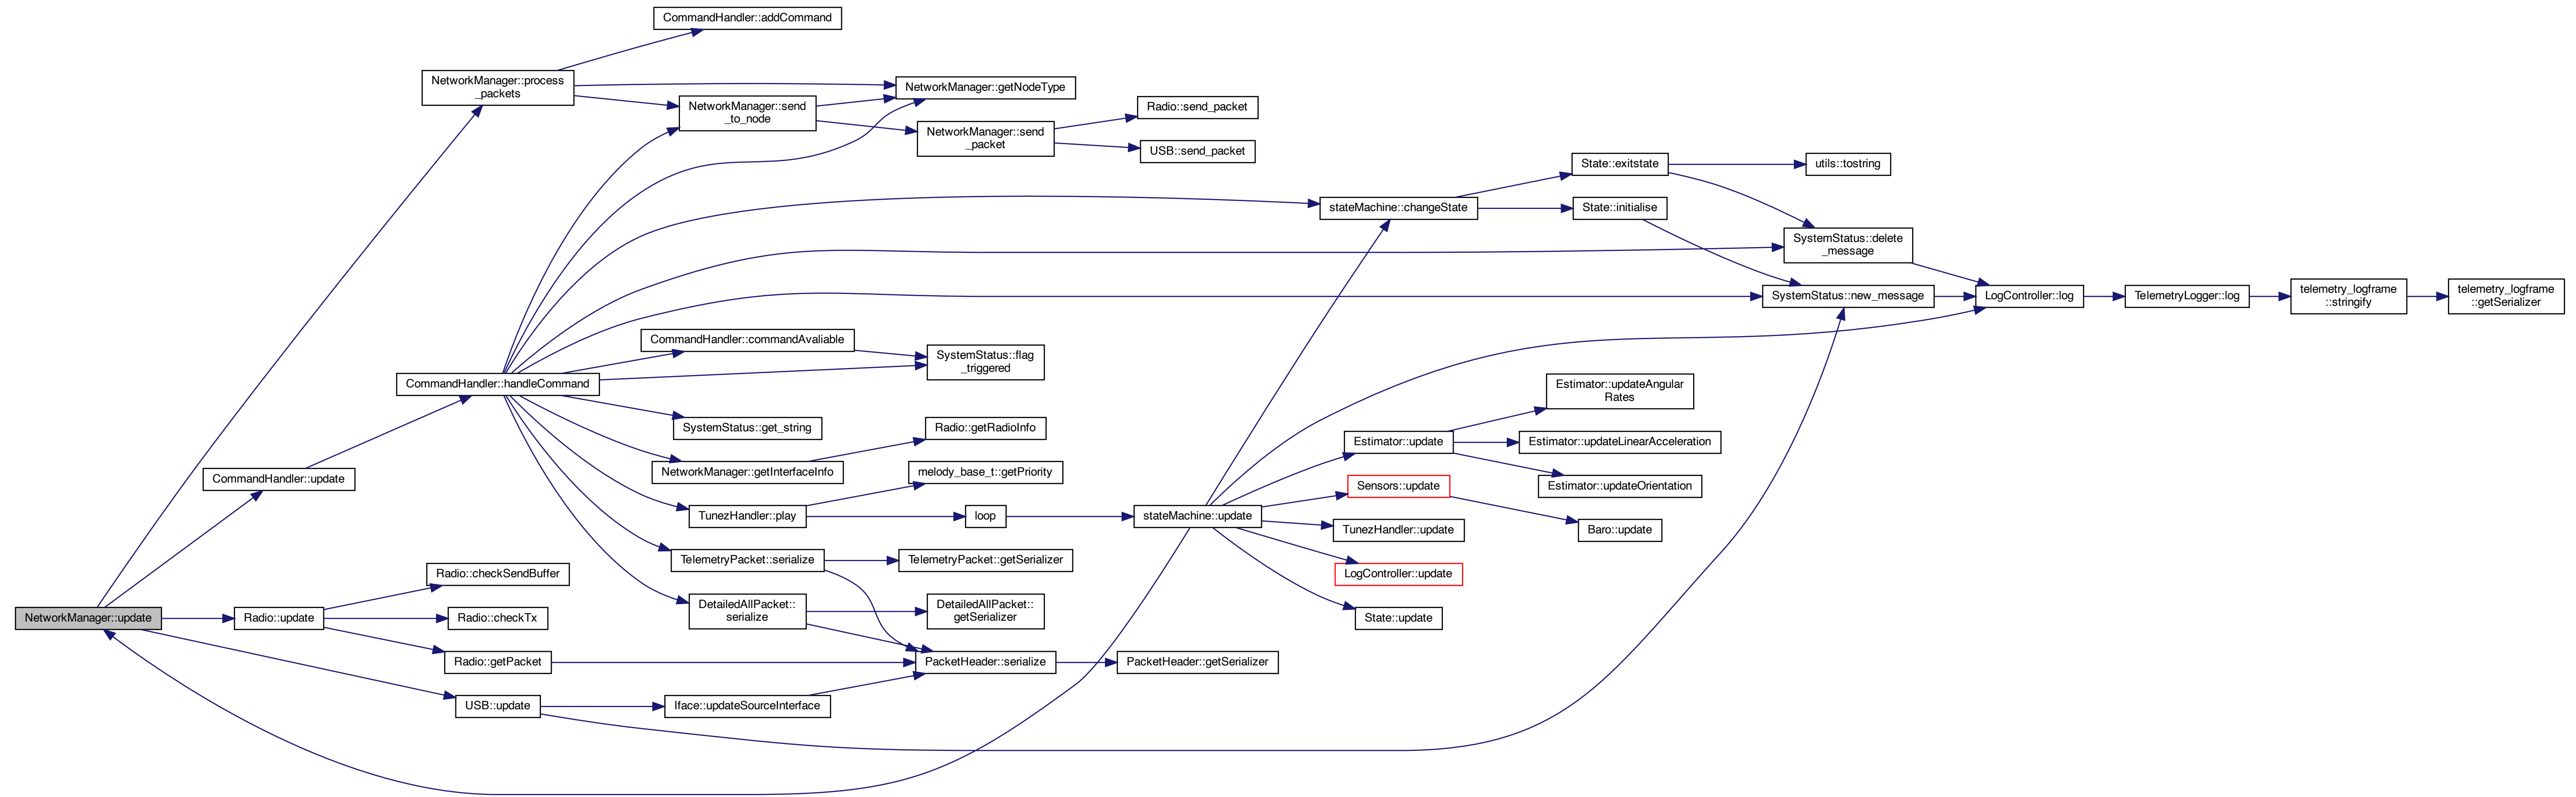 CommandHandler::addCommand
NetworkManager::process
_packets
NetworkManager::getNodeType
NetworkManager::send
_to_node
Radio::send_packet
NetworkManager::send
_packet
USB::send_packet
State::exitstate
utils::tostring
stateMachine::changeState
State::initialise
SystemStatus::delete
_message
SystemStatus::new_message
LogController::log
TelemetryLogger::log
telemetry_logframe
::stringify
telemetry_logframe
::getSerializer
CommandHandler::commandAvaliable
SystemStatus::flag
_triggered
CommandHandler::handleCommand
Estimator::updateAngular
Rates
SystemStatus::get_string
Radio::getRadioInfo
Estimator::update
Estimator::updateLinearAcceleration
NetworkManager::getInterfaceInfo
melody_base_t::getPriority
CommandHandler::update
Sensors::update
Estimator::updateOrientation
TunezHandler::play
loop
stateMachine::update
TunezHandler::update
Baro::update
TelemetryPacket::serialize
TelemetryPacket::getSerializer
Radio::checkSendBuffer
LogController::update
DetailedAllPacket::
serialize
DetailedAllPacket::
getSerializer
NetworkManager::update
Radio::update
Radio::checkTx
State::update
Radio::getPacket
PacketHeader::serialize
PacketHeader::getSerializer
USB::update
Iface::updateSourceInterface